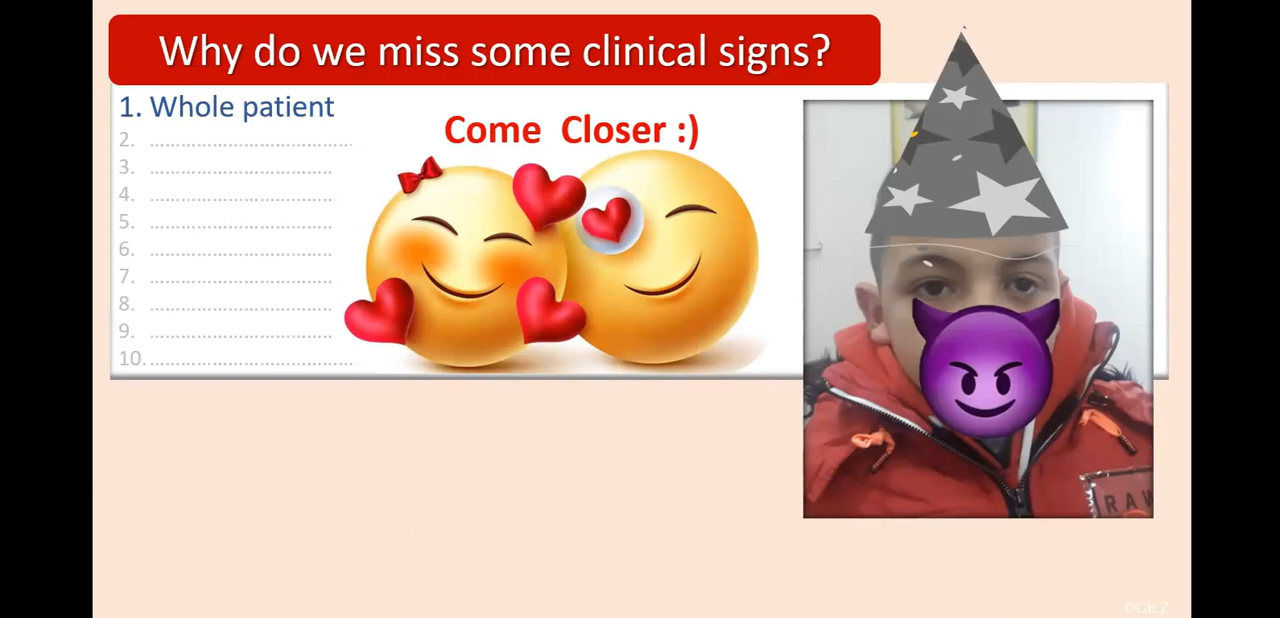 Why do we miss some clinical signs?
1. Whole patient
2. ....................................
3. ................................
4. ................................
5. ................................
6. ................................
7. ................................
8. ................................
9. ................................
10. ....................................
Come Closer :)
RAW
©Gh.Z